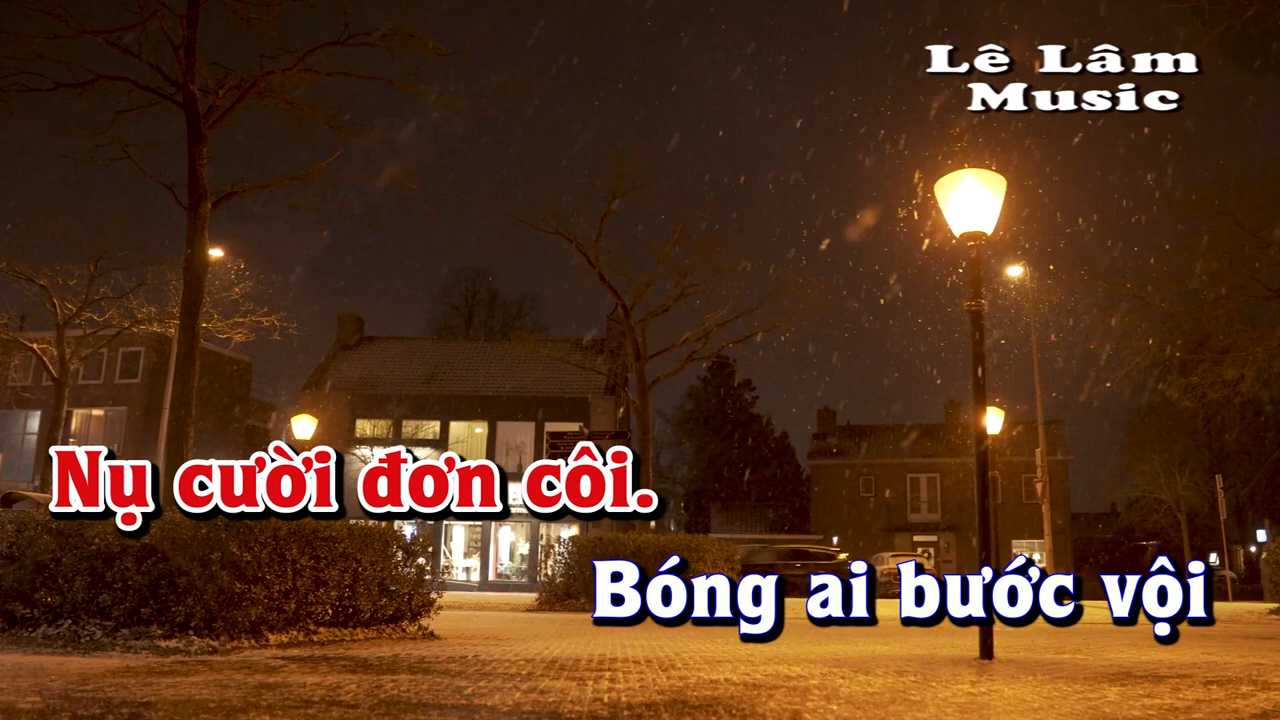 Lê Lâm
Music
Nụ cười đơn côi.
Bóng ai bước vội